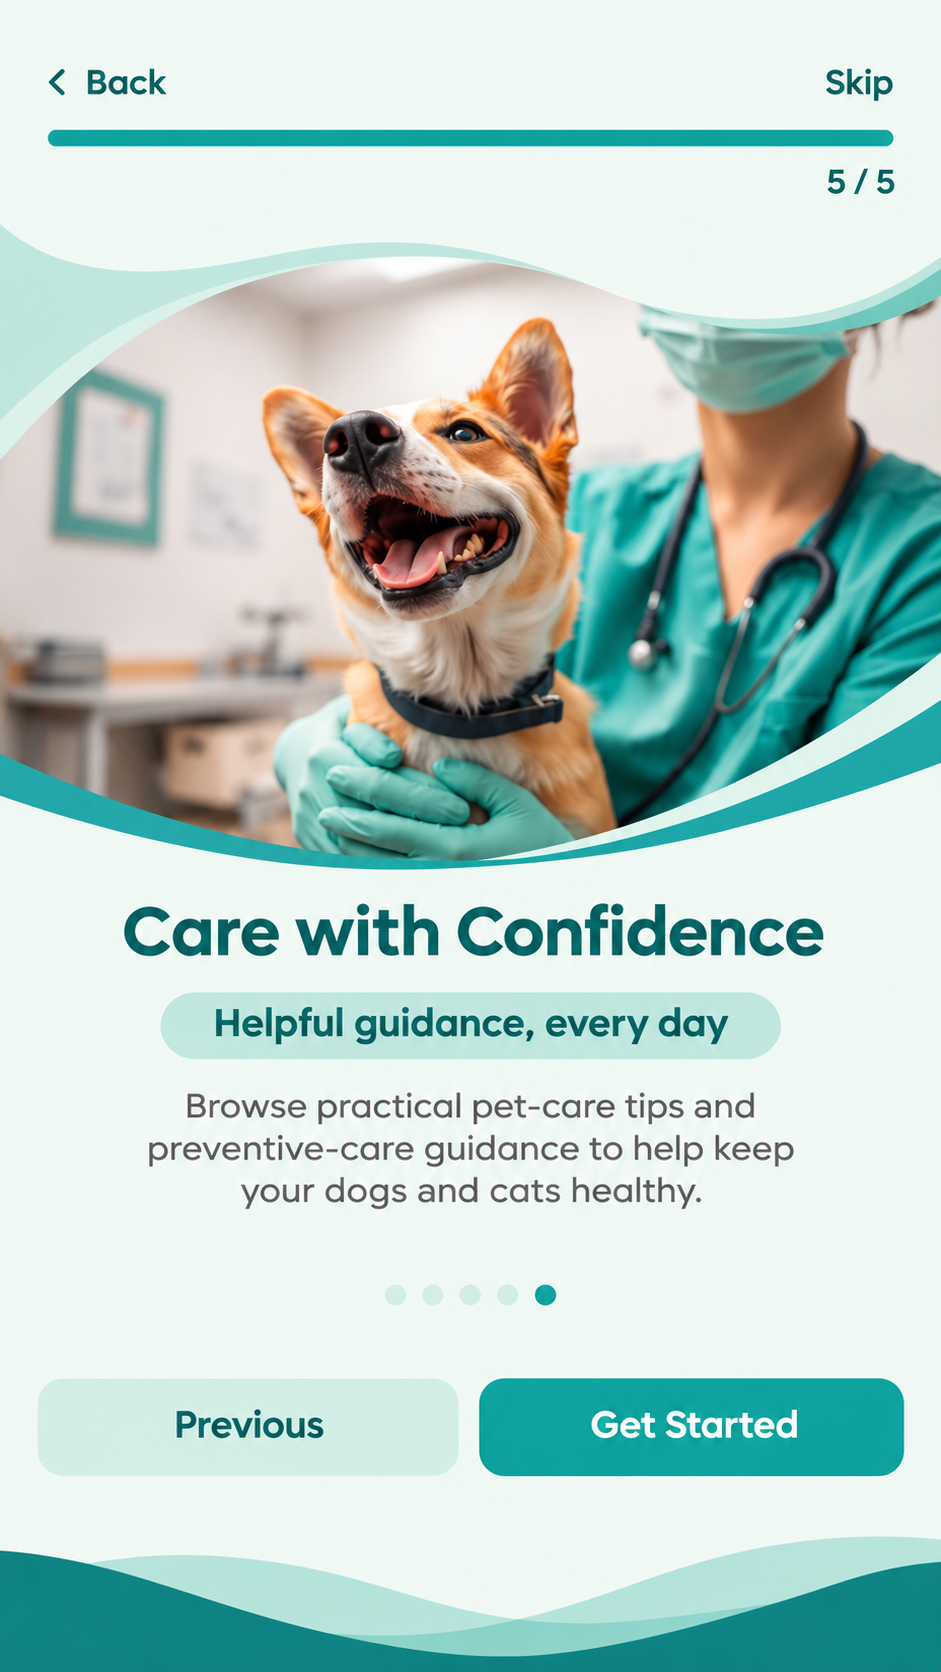 Back
Skip
5 / 5
Care with Confidence
Helpful guidance, every day
Browse practical pet-care tips and
preventive-care guidance to help keep
your dogs and cats healthy.
Previous
Get Started